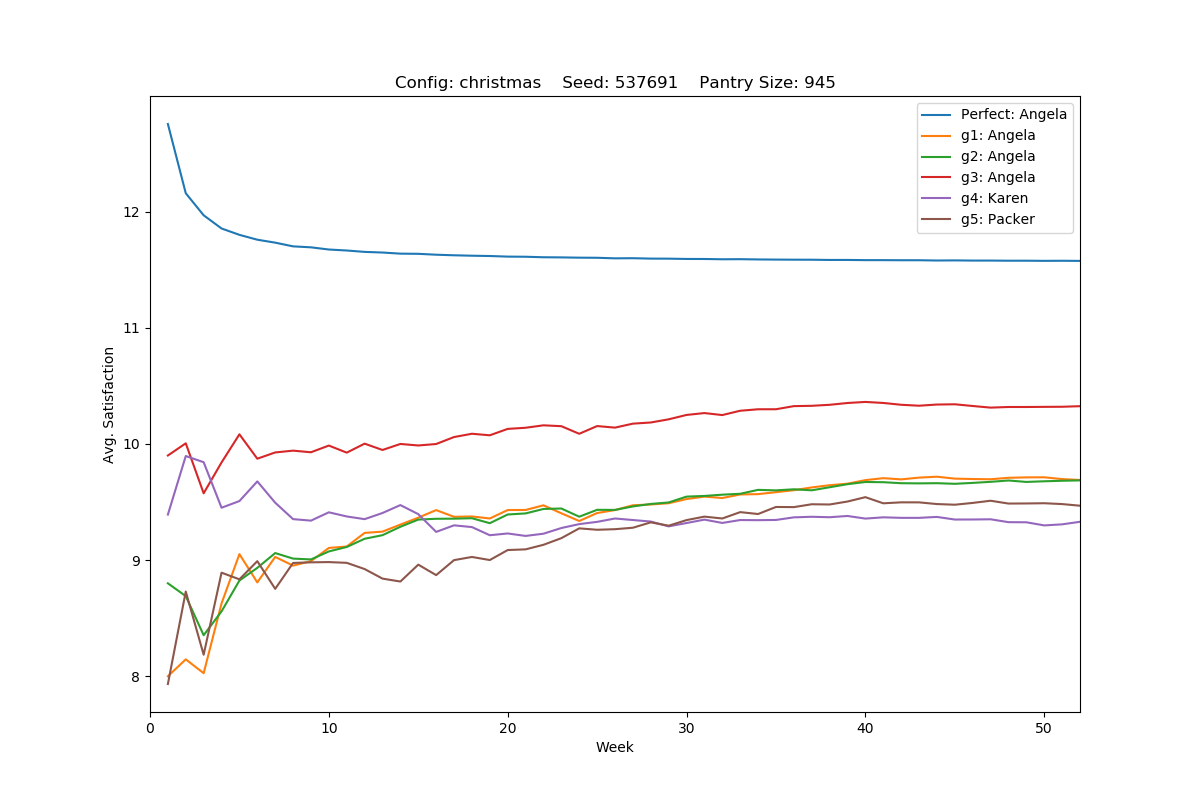 Config: christmas    Seed: 537691    Pantry Size: 945
Perfect: Angela
g1: Angela
g2: Angela
g3: Angela
g4: Karen
g5: Packer
Avg. Satisfaction
12
11
10
9
8
0 10 20 30 40 50
Week